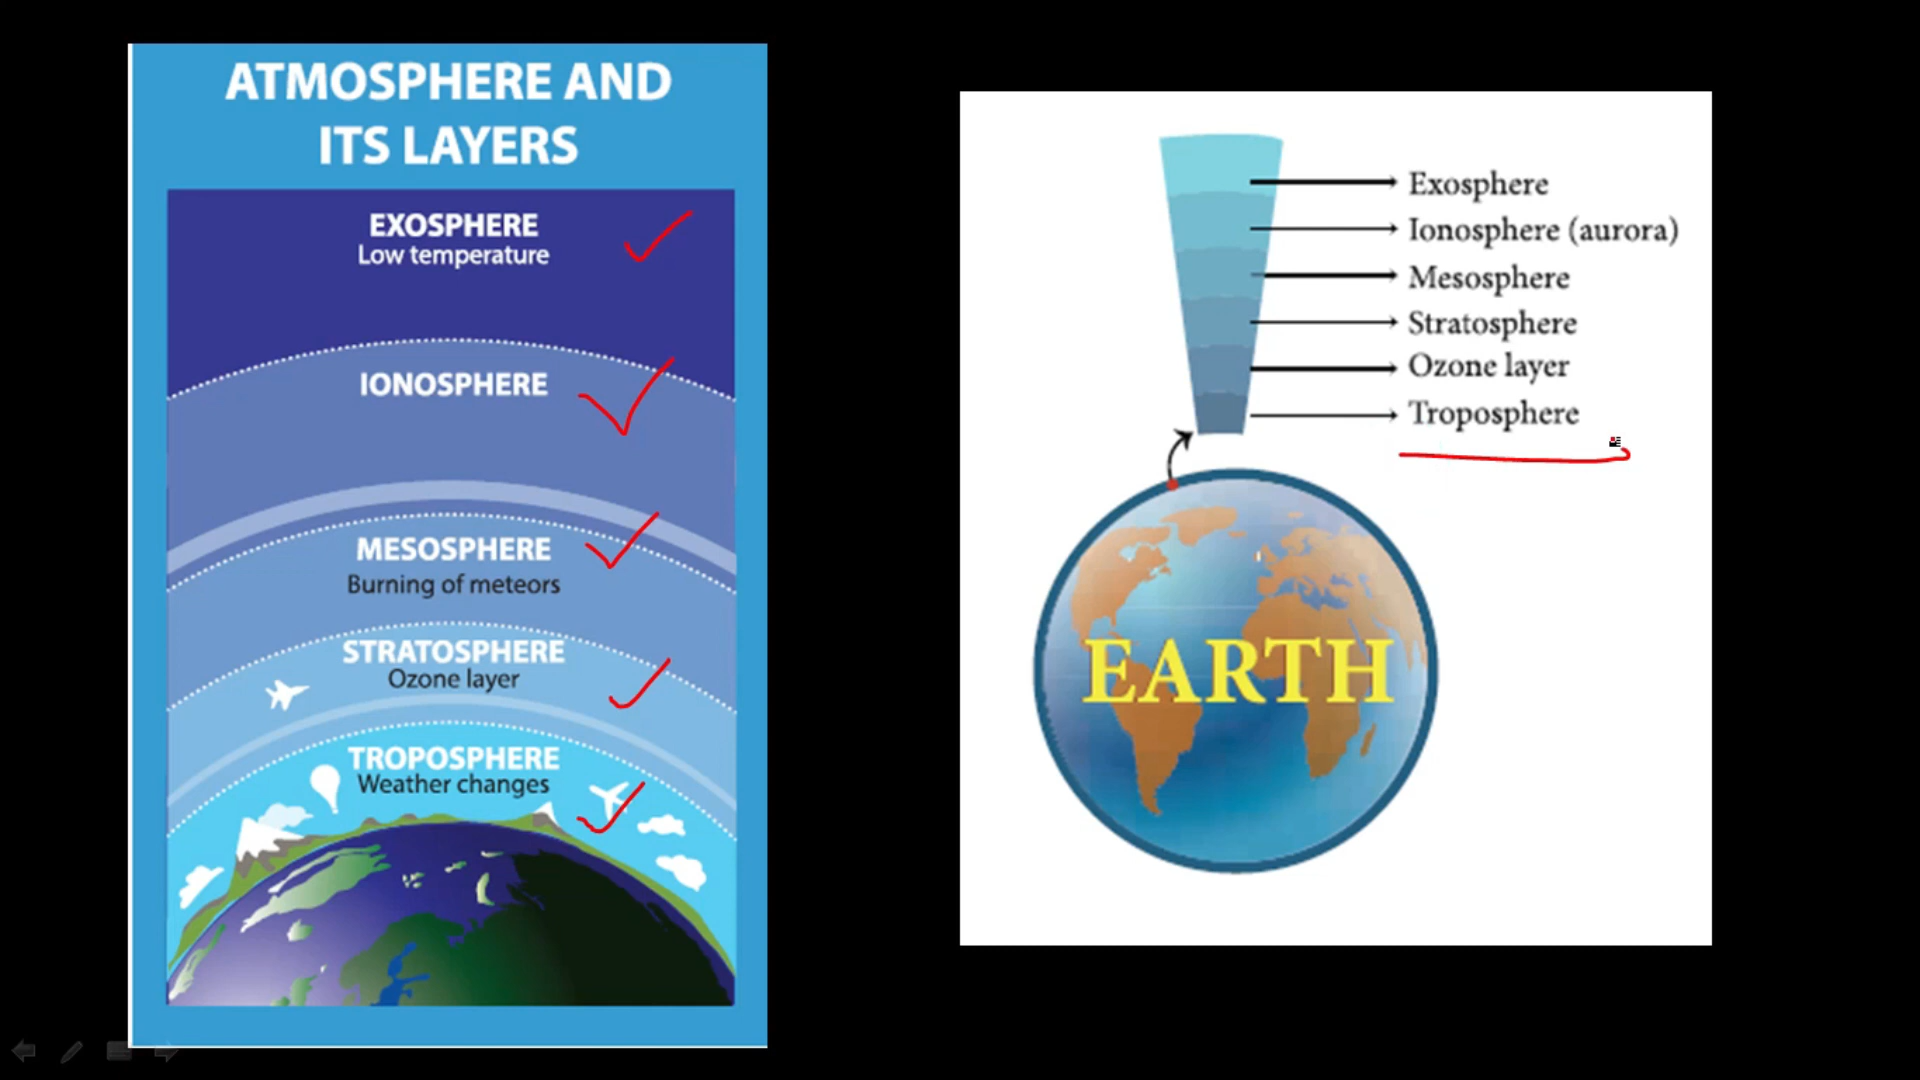 ATMOSPHERE AND
ITS LAYERS
EXOSPHERE
Low temperature
IONOSPHERE
MESOSPHERE
Burning of meteors
STRATOSPHERE
Ozone layer
TROPOSPHERE
Weather changes
Exosphere
Ionosphere (aurora)
Mesosphere
Stratosphere
Ozone layer
Troposphere
EARTH